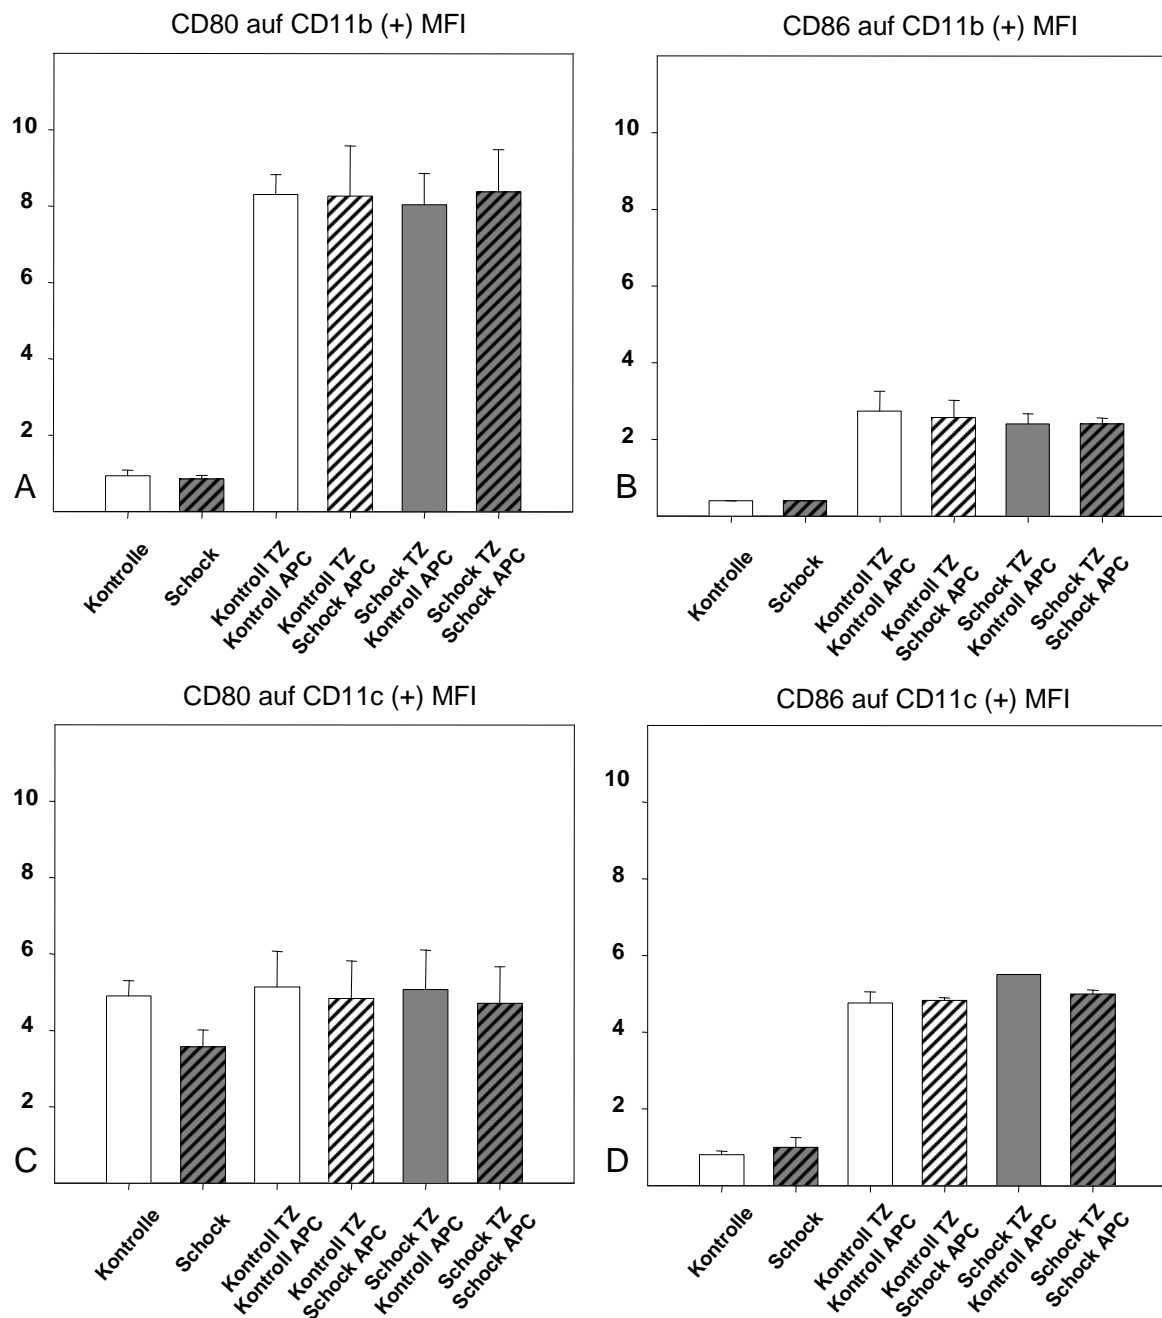 CD80 auf CD11b (+) MFI
10
8
6
4
2
A
Kontrolle
Schock
Kontroll TZ
Kontroll APC
Kontroll TZ
Schock APC
Schock TZ
Kontroll APC
Schock TZ
Schock APC
CD86 auf CD11b (+) MFI
10
8
6
4
2
B
Kontrolle
Schock
Kontroll TZ
Kontroll APC
Kontroll TZ
Schock APC
Schock TZ
Kontroll APC
Schock TZ
Schock APC
CD80 auf CD11c (+) MFI
10
8
6
4
2
C
Kontrolle
Schock
Kontroll TZ
Kontroll APC
Kontroll TZ
Schock APC
Schock TZ
Kontroll APC
Schock TZ
Schock APC
CD86 auf CD11c (+) MFI
10
8
6
4
2
D
Kontrolle
Schock
Kontroll TZ
Kontroll APC
Kontroll TZ
Schock APC
Schock TZ
Kontroll APC
Schock TZ
Schock APC